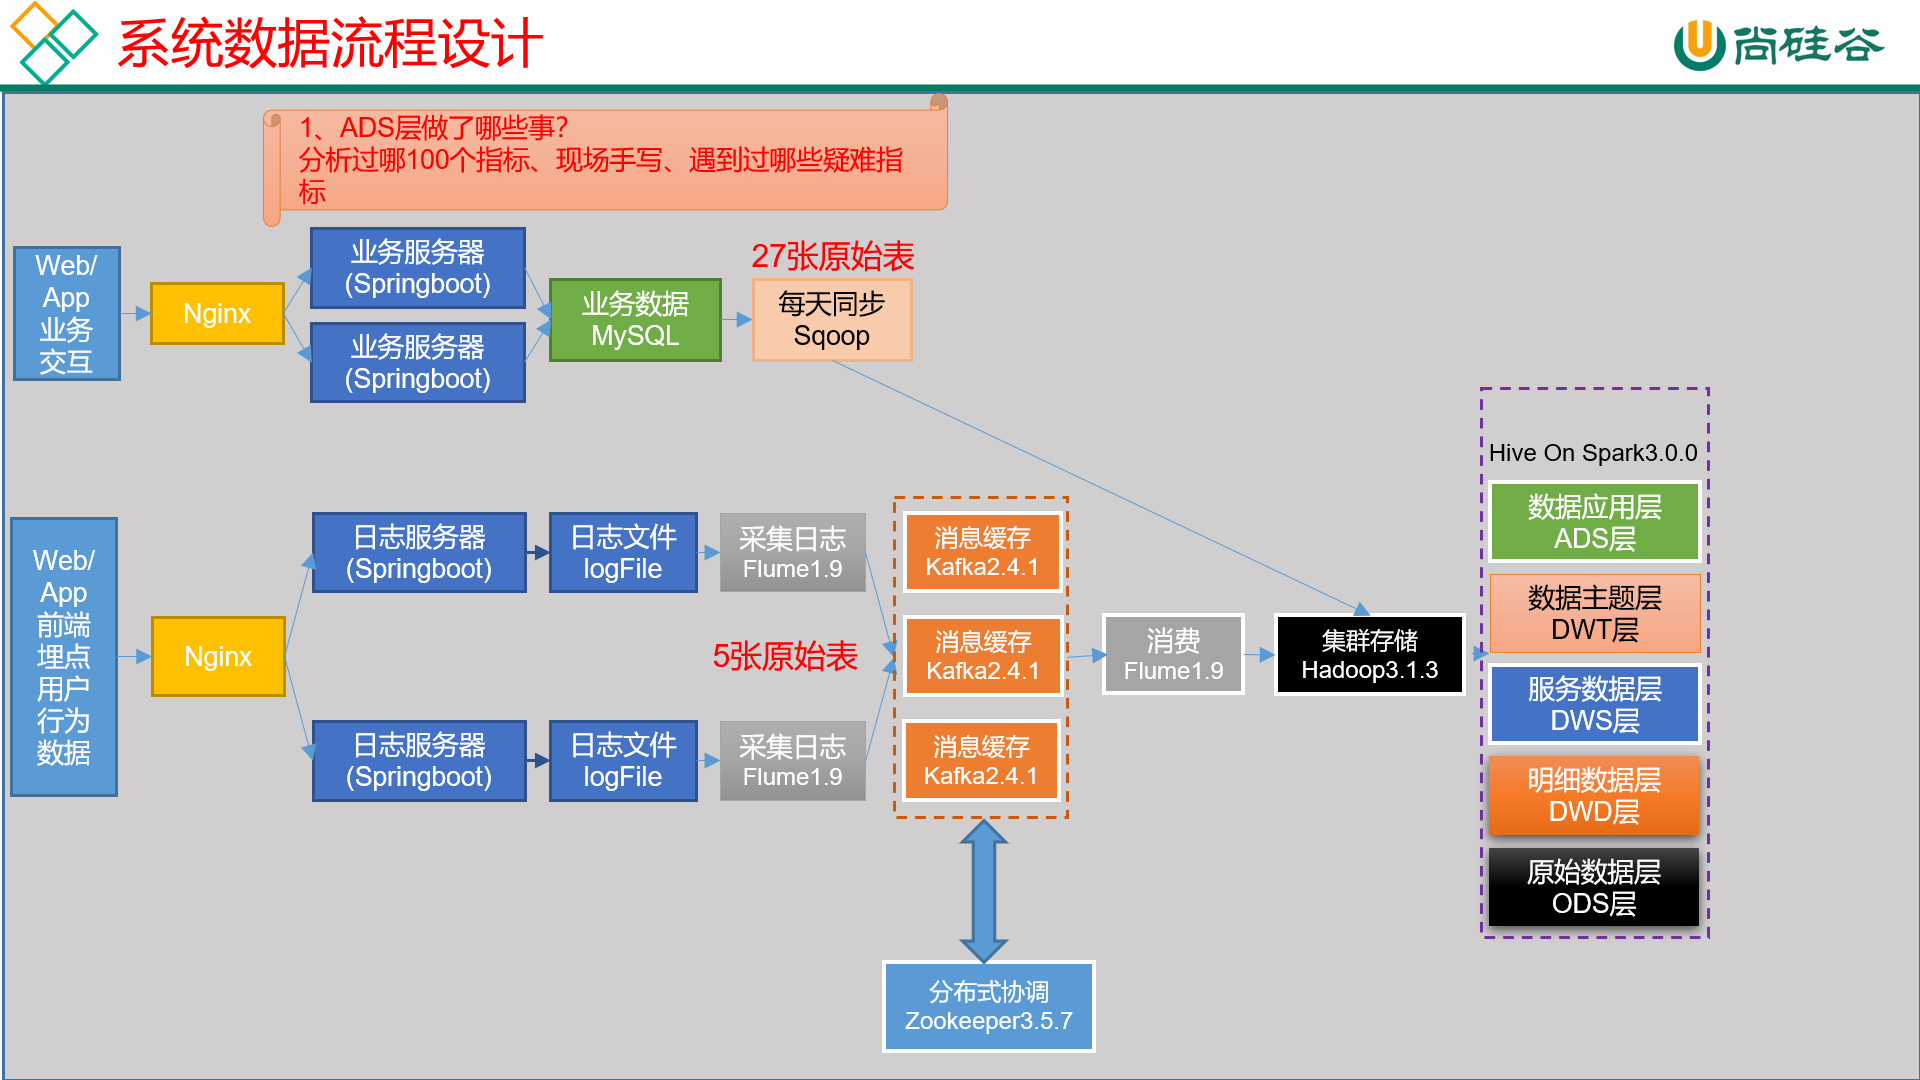 系统数据流程设计
尚硅谷
1、ADS层做了哪些事?
分析过哪100个指标、现场手写、遇到过哪些疑难指
标
Web/
App
业务
交互
Nginx
业务服务器
(Springboot)
业务服务器
(Springboot)
业务数据
MySQL
27张原始表
每天同步
Sqoop
Web/
App
前端
埋点
用户
行为
数据
Nginx
日志服务器
(Springboot)
日志文件
logFile
采集日志
Flume1.9
日志服务器
(Springboot)
日志文件
logFile
采集日志
Flume1.9
5张原始表
消息缓存
Kafka2.4.1
消息缓存
Kafka2.4.1
消息缓存
Kafka2.4.1
分布式协调
Zookeeper3.5.7
消费
Flume1.9
集群存储
Hadoop3.1.3
Hive On Spark3.0.0
数据应用层
ADS层
数据主题层
DWT层
服务数据层
DWS层
明细数据层
DWD层
原始数据层
ODS层